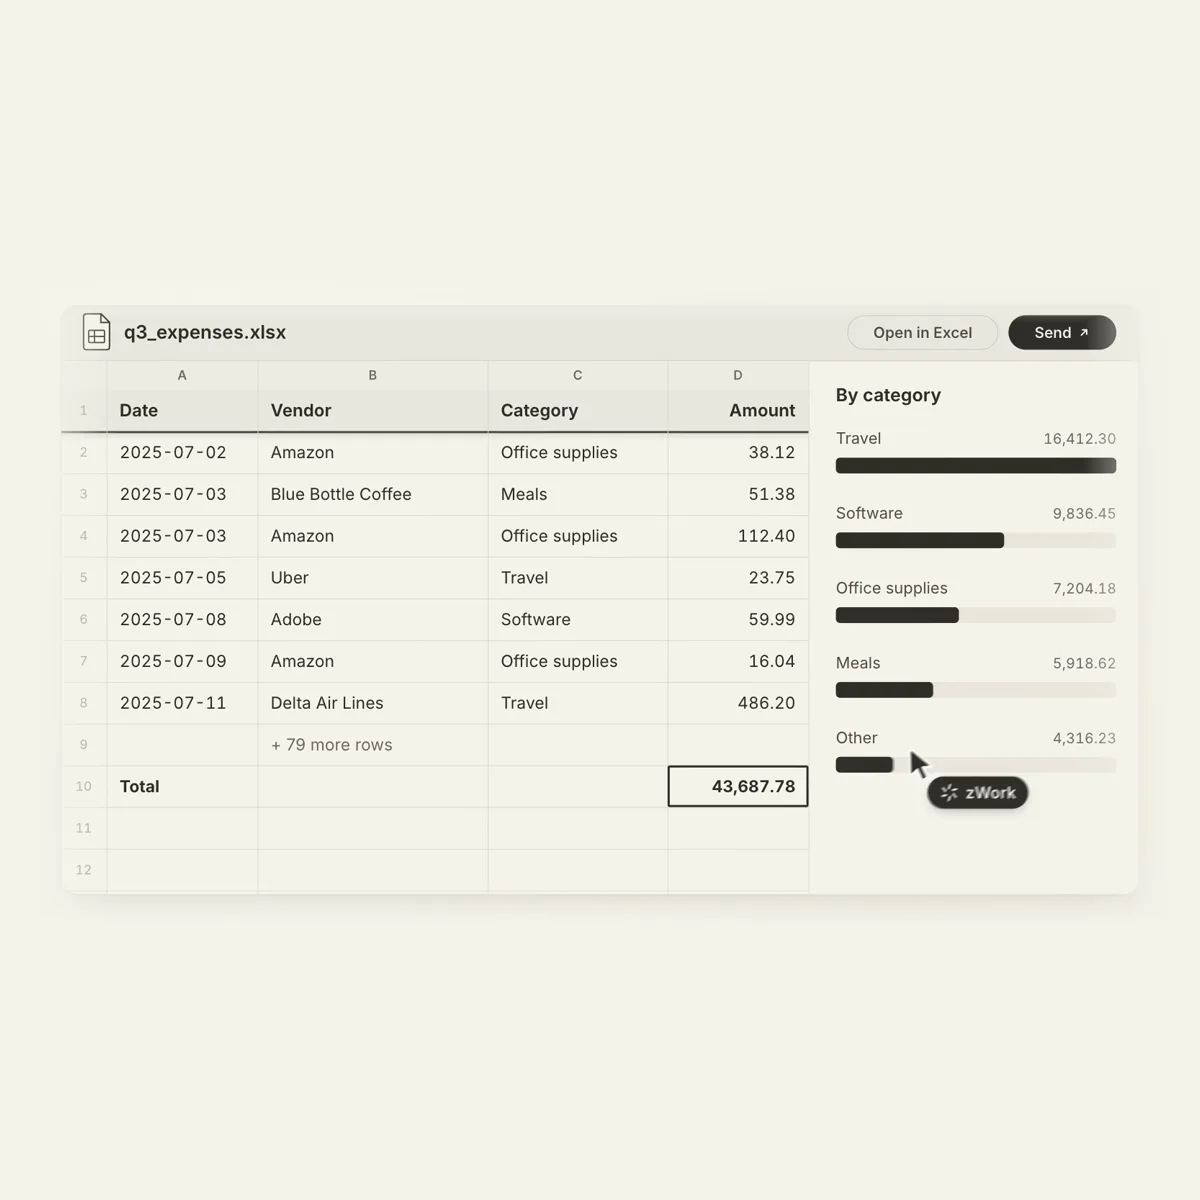 q3_expenses.xlsx
Open in Excel
Send ↗
A B C D
1 Date Vendor Category Amount
2 2025-07-02 Amazon Office supplies 38.12
3 2025-07-03 Blue Bottle Coffee Meals 51.38
4 2025-07-03 Amazon Office supplies 112.40
5 2025-07-05 Uber Travel 23.75
6 2025-07-08 Adobe Software 59.99
7 2025-07-09 Amazon Office supplies 16.04
8 2025-07-11 Delta Air Lines Travel 486.20
9 + 79 more rows
10 Total 43,687.78
11
12
By category
Travel 16,412.30
Software 9,836.45
Office supplies 7,204.18
Meals 5,918.62
Other 4,316.23
zWork